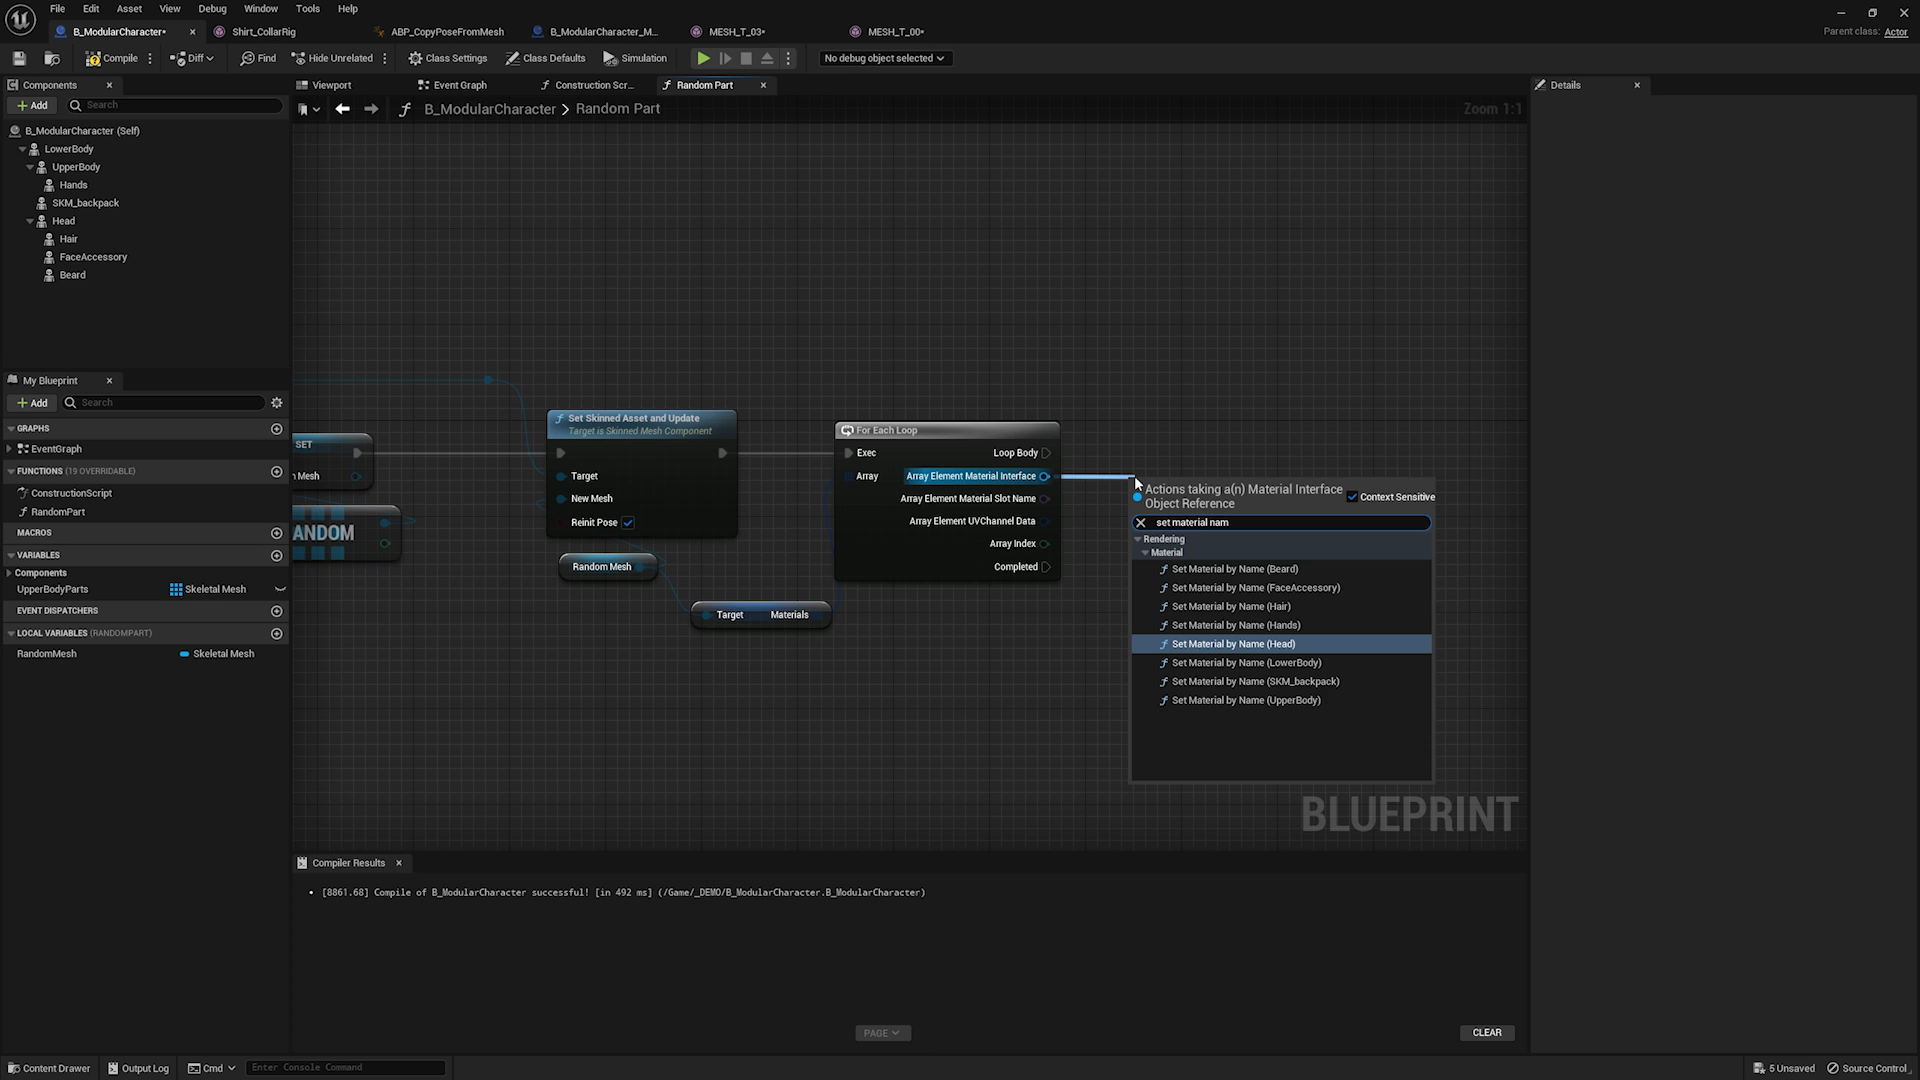 File Edit Asset View Debug Window Tools Help
B_ModularCharacter• Shirt_CollarRig ABP_CopyPoseFromMesh B_ModularCharacter_M... MESH_T_03• MESH_T_00•
Parent class: Actor
Compile Diff Find Hide Unrelated Class Settings Class Defaults Simulation No debug object selected
Components
Add Search
B_ModularCharacter (Self)
LowerBody
UpperBody
Hands
SKM_backpack
Head
Hair
FaceAccessory
Beard
My Blueprint
Add Search
GRAPHS
EventGraph
FUNCTIONS (19 OVERRIDABLE)
ConstructionScript
RandomPart
MACROS
VARIABLES
Components
UpperBodyParts Skeletal Mesh
EVENT DISPATCHERS
LOCAL VARIABLES (RANDOMPART)
RandomMesh Skeletal Mesh
Viewport Event Graph Construction Scr... Random Part
B_ModularCharacter > Random Part
Zoom 1:1
SET
n Mesh
ANDOM
Set Skinned Asset and Update
Target is Skinned Mesh Component
Target
New Mesh
Reinit Pose
Random Mesh
Target Materials
For Each Loop
Exec Loop Body
Array Array Element Material Interface
Array Element Material Slot Name
Array Element UVChannel Data
Array Index
Completed
Actions taking a(n) Material Interface
Object Reference
Context Sensitive
set material nam
Rendering
Material
Set Material by Name (Beard)
Set Material by Name (FaceAccessory)
Set Material by Name (Hair)
Set Material by Name (Hands)
Set Material by Name (Head)
Set Material by Name (LowerBody)
Set Material by Name (SKM_backpack)
Set Material by Name (UpperBody)
BLUEPRINT
Compiler Results
• [8861.68] Compile of B_ModularCharacter successful! [in 492 ms] (/Game/_DEMO/B_ModularCharacter.B_ModularCharacter)
PAGE
CLEAR
Details
Content Drawer Output Log Cmd Enter Console Command
5 Unsaved Source Control